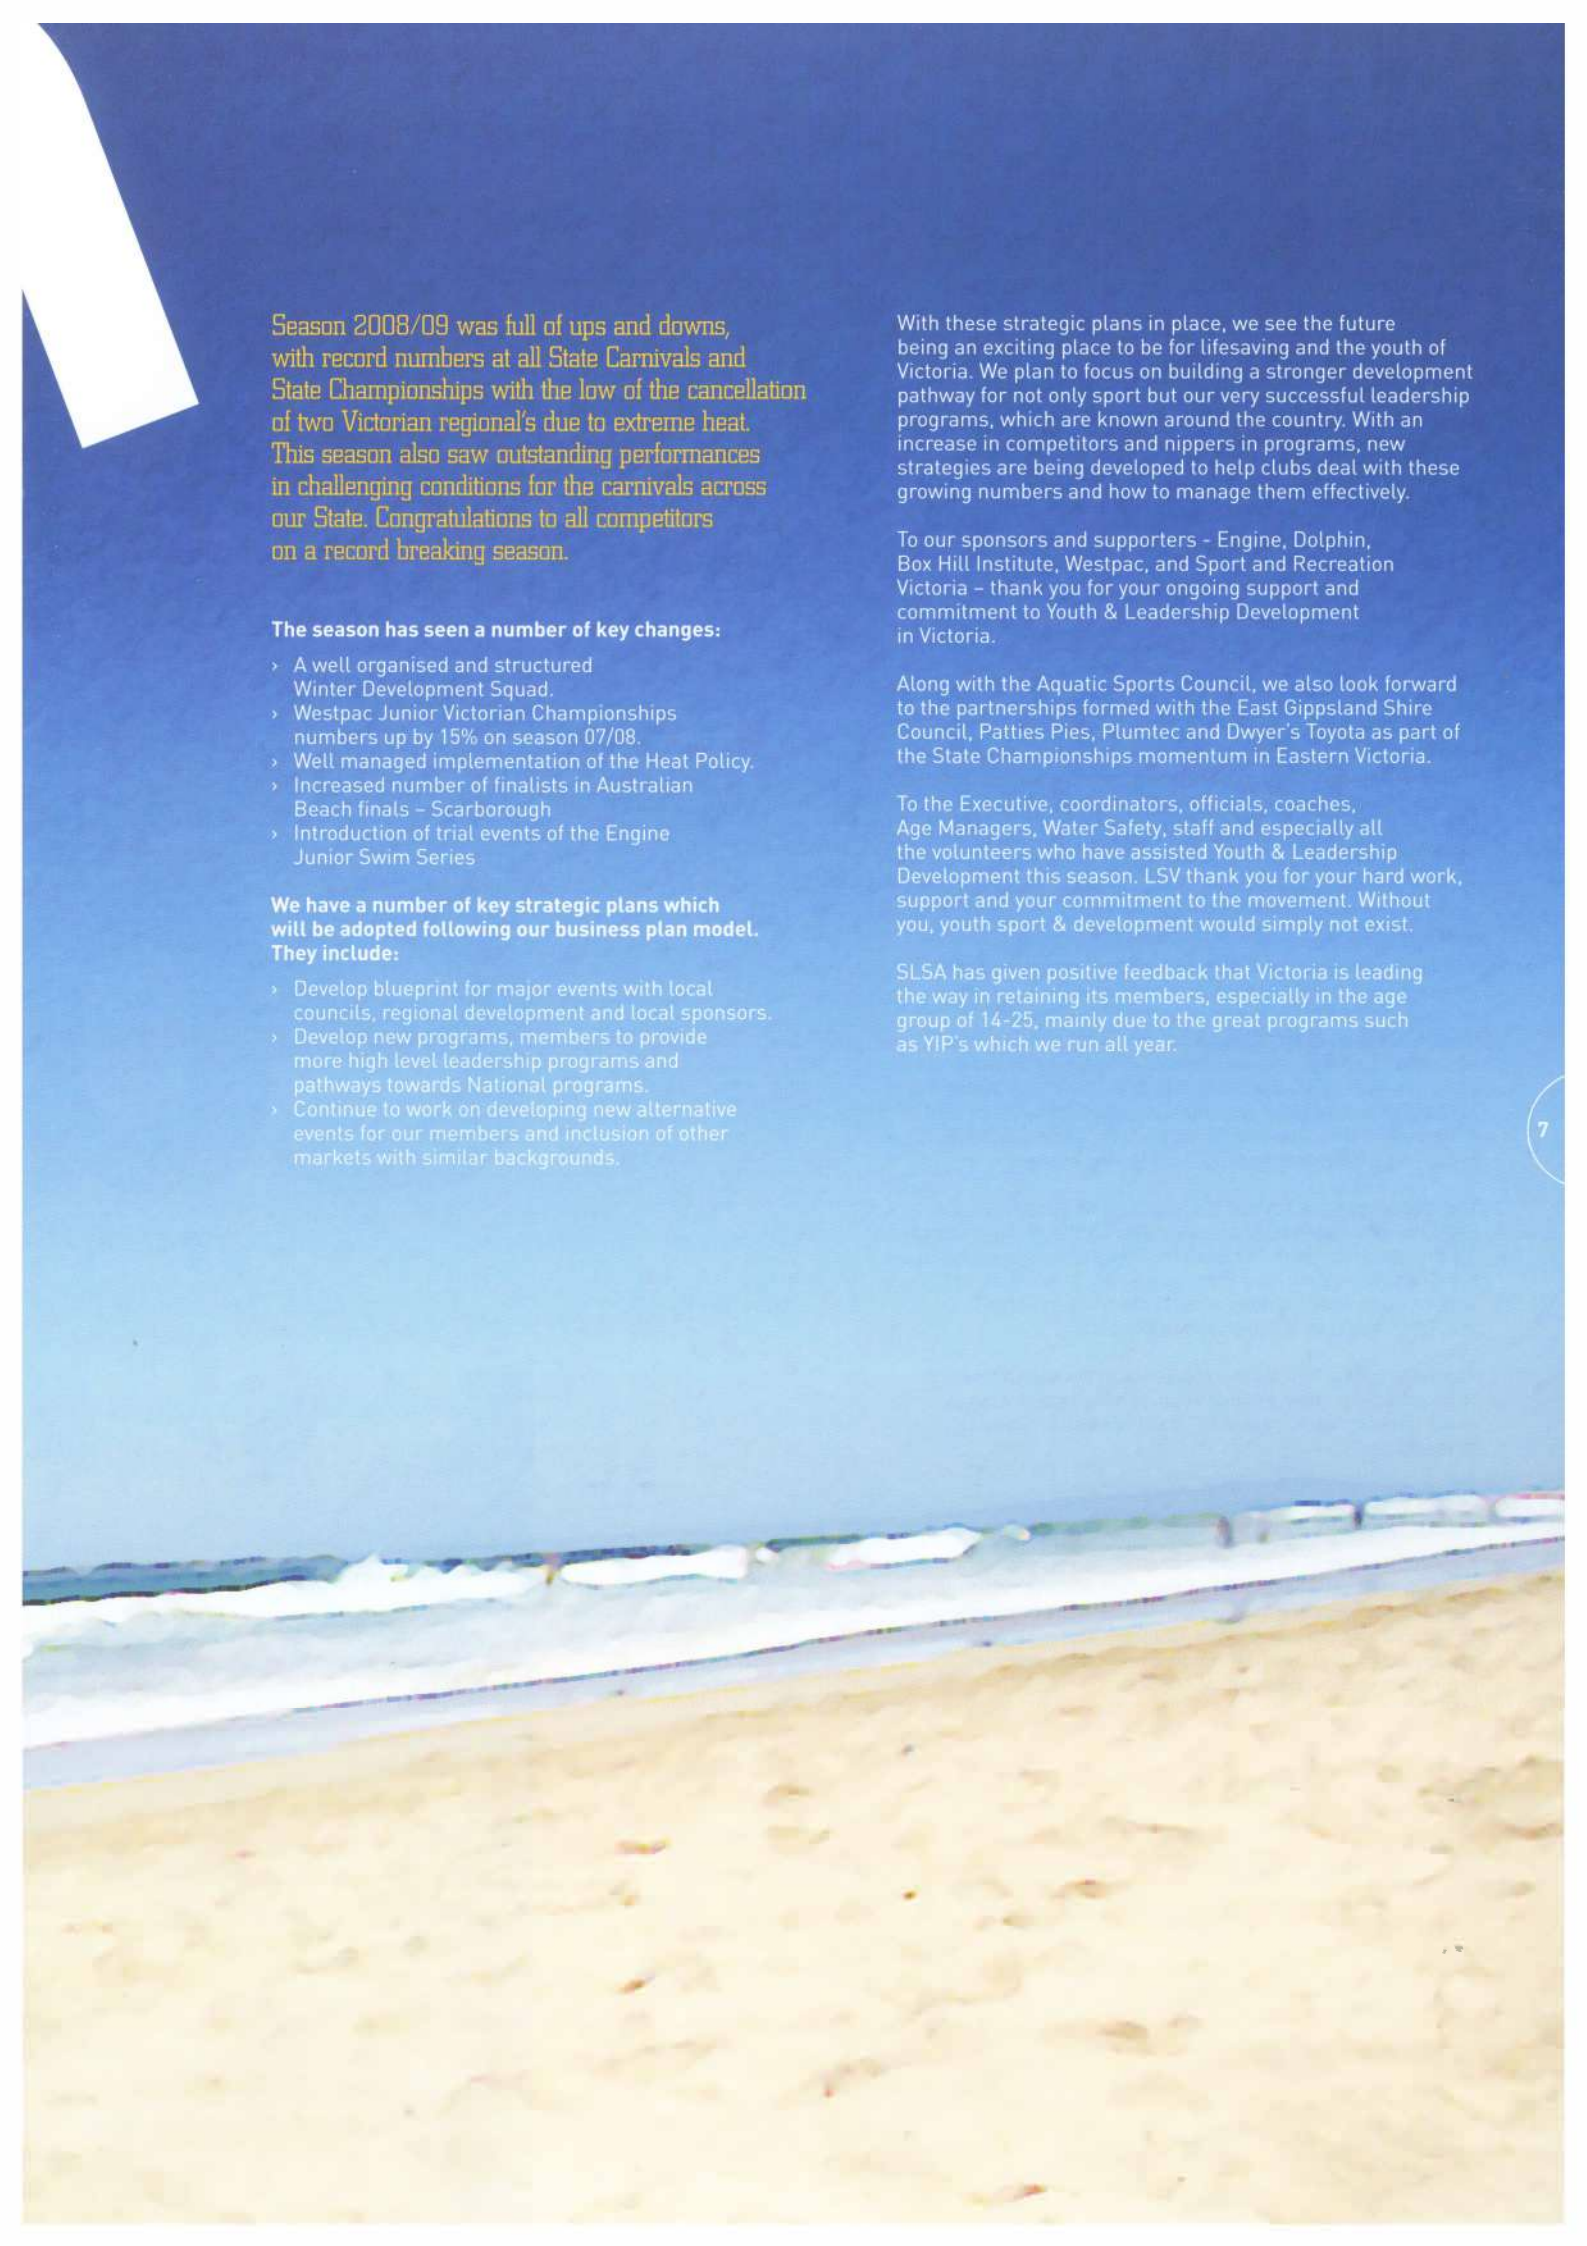 Season 2008/09 was full of ups and downs,
with record numbers at all State Carnivals and
State Championships with the low of the cancellation
of two Victorian regional's due to extreme heat.
This season also saw outstanding performances
in challenging conditions for the carnivals across
our State. Congratulations to all competitors
on a record breaking season.
The season has seen a number of key changes:
› A well organised and structured
Winter Development Squad.
› Westpac Junior Victorian Championships
numbers up by 15% on season 07/08.
› Well managed implementation of the Heat Policy.
› Increased number of finalists in Australian
Beach finals – Scarborough
› Introduction of trial events of the Engine
Junior Swim Series
We have a number of key strategic plans which
will be adopted following our business plan model.
They include:
› Develop blueprint for major events with local
councils, regional development and local sponsors.
› Develop new programs, members to provide
more high level leadership programs and
pathways towards National programs.
› Continue to work on developing new alternative
events for our members and inclusion of other
markets with similar backgrounds.
With these strategic plans in place, we see the future
being an exciting place to be for lifesaving and the youth of
Victoria. We plan to focus on building a stronger development
pathway for not only sport but our very successful leadership
programs, which are known around the country. With an
increase in competitors and nippers in programs, new
strategies are being developed to help clubs deal with these
growing numbers and how to manage them effectively.
To our sponsors and supporters - Engine, Dolphin,
Box Hill Institute, Westpac, and Sport and Recreation
Victoria – thank you for your ongoing support and
commitment to Youth & Leadership Development
in Victoria.
Along with the Aquatic Sports Council, we also look forward
to the partnerships formed with the East Gippsland Shire
Council, Patties Pies, Plumtec and Dwyer's Toyota as part of
the State Championships momentum in Eastern Victoria.
To the Executive, coordinators, officials, coaches,
Age Managers, Water Safety, staff and especially all
the volunteers who have assisted Youth & Leadership
Development this season. LSV thank you for your hard work,
support and your commitment to the movement. Without
you, youth sport & development would simply not exist.
SLSA has given positive feedback that Victoria is leading
the way in retaining its members, especially in the age
group of 14-25, mainly due to the great programs such
as YIP's which we run all year.
7